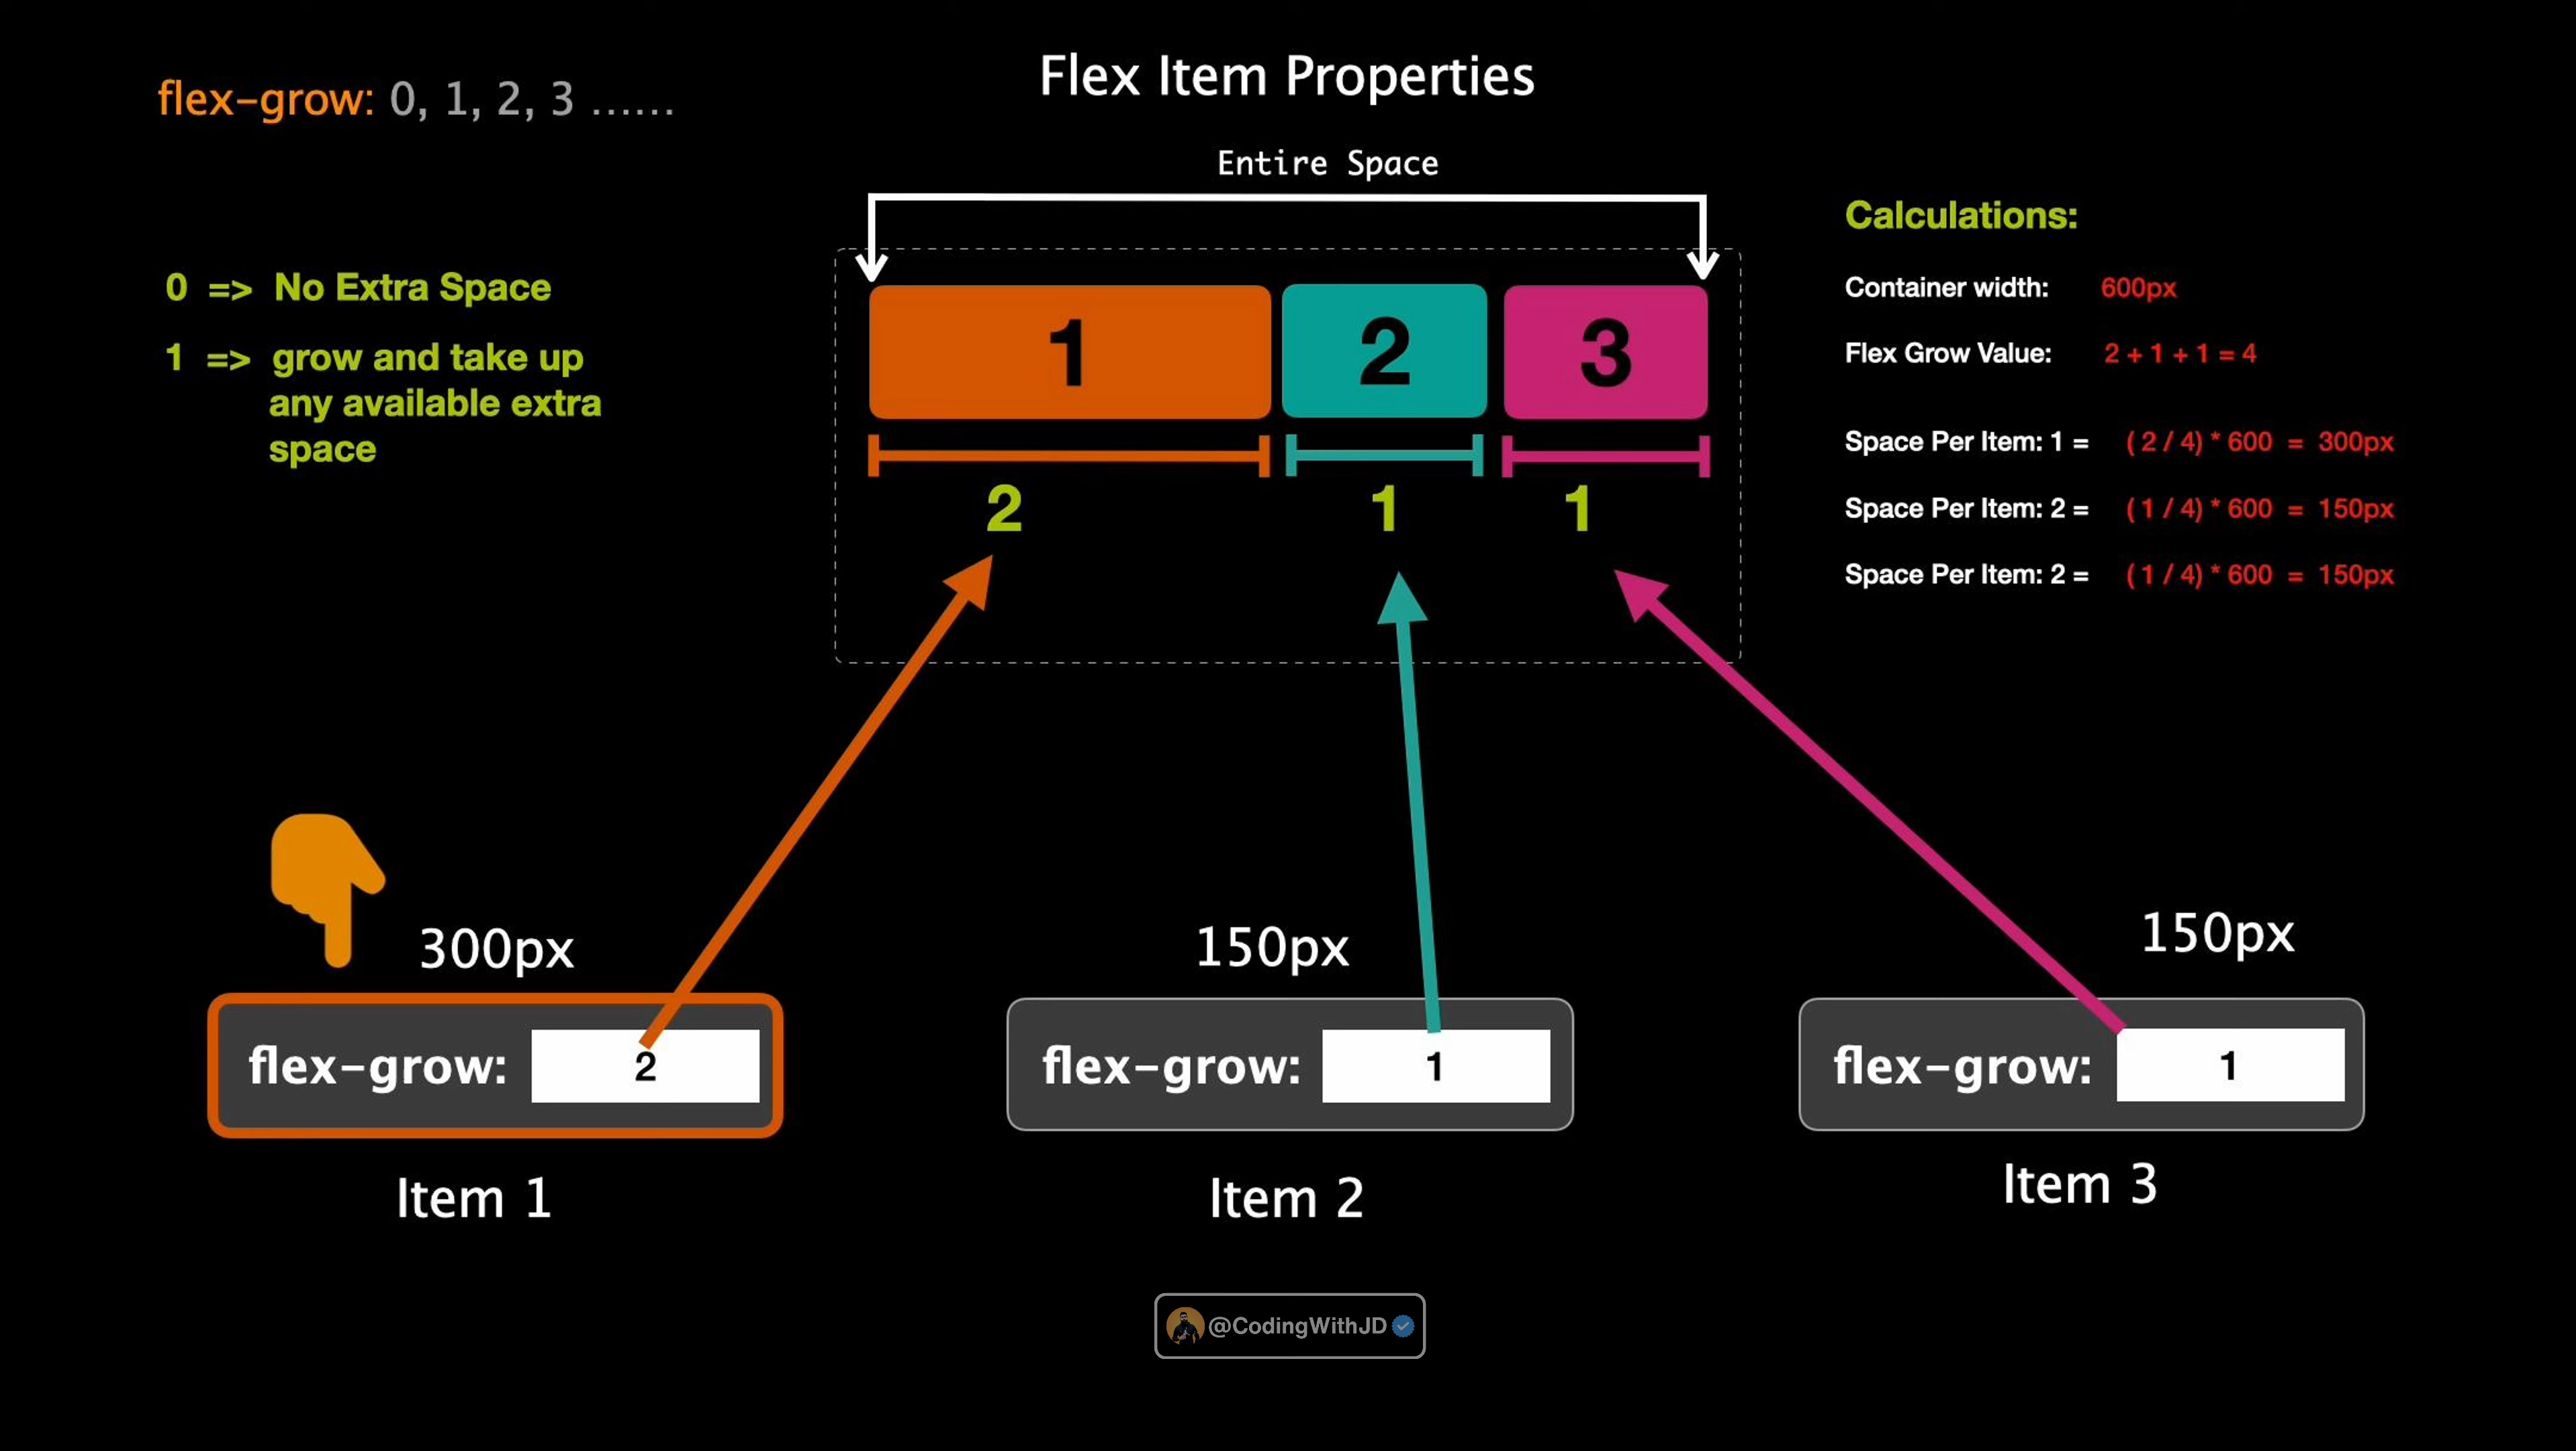 Flex Item Properties
flex-grow: 0, 1, 2, 3 ......
Entire Space
0 => No Extra Space
1 => grow and take up
any available extra
space
1 2 3
2 1 1
Calculations:
Container width: 600px
Flex Grow Value: 2 + 1 + 1 = 4
Space Per Item: 1 = ( 2 / 4) * 600 = 300px
Space Per Item: 2 = ( 1 / 4) * 600 = 150px
Space Per Item: 2 = ( 1 / 4) * 600 = 150px
300px
flex-grow: 2
Item 1
150px
flex-grow: 1
Item 2
150px
flex-grow: 1
Item 3
@CodingWithJD